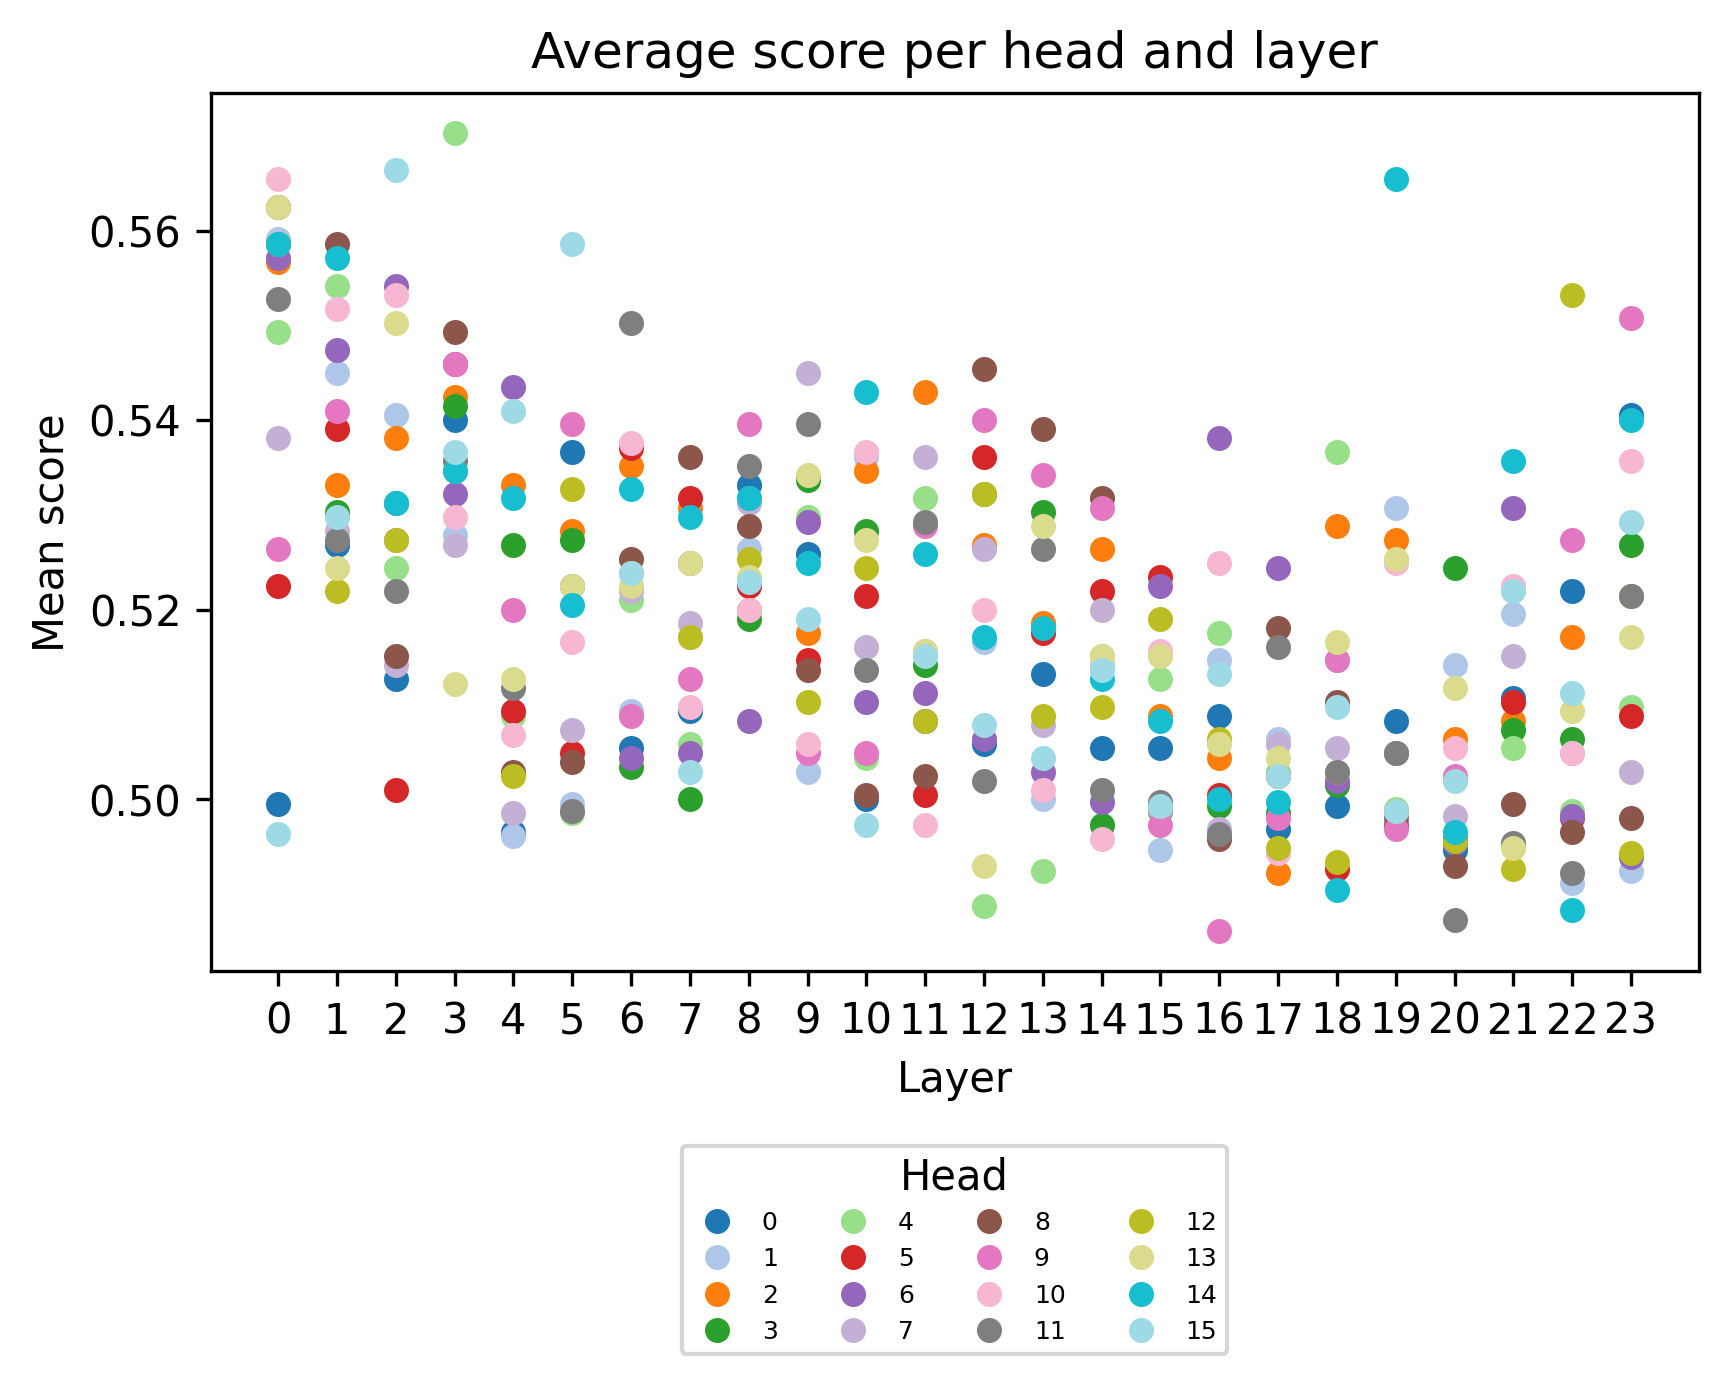 Average score per head and layer
0.56
0.54
0.52
0.50
Mean score
0 1 2 3 4 5 6 7 8 9 10 11 12 13 14 15 16 17 18 19 20 21 22 23
Layer
Head
0 4 8 12
1 5 9 13
2 6 10 14
3 7 11 15